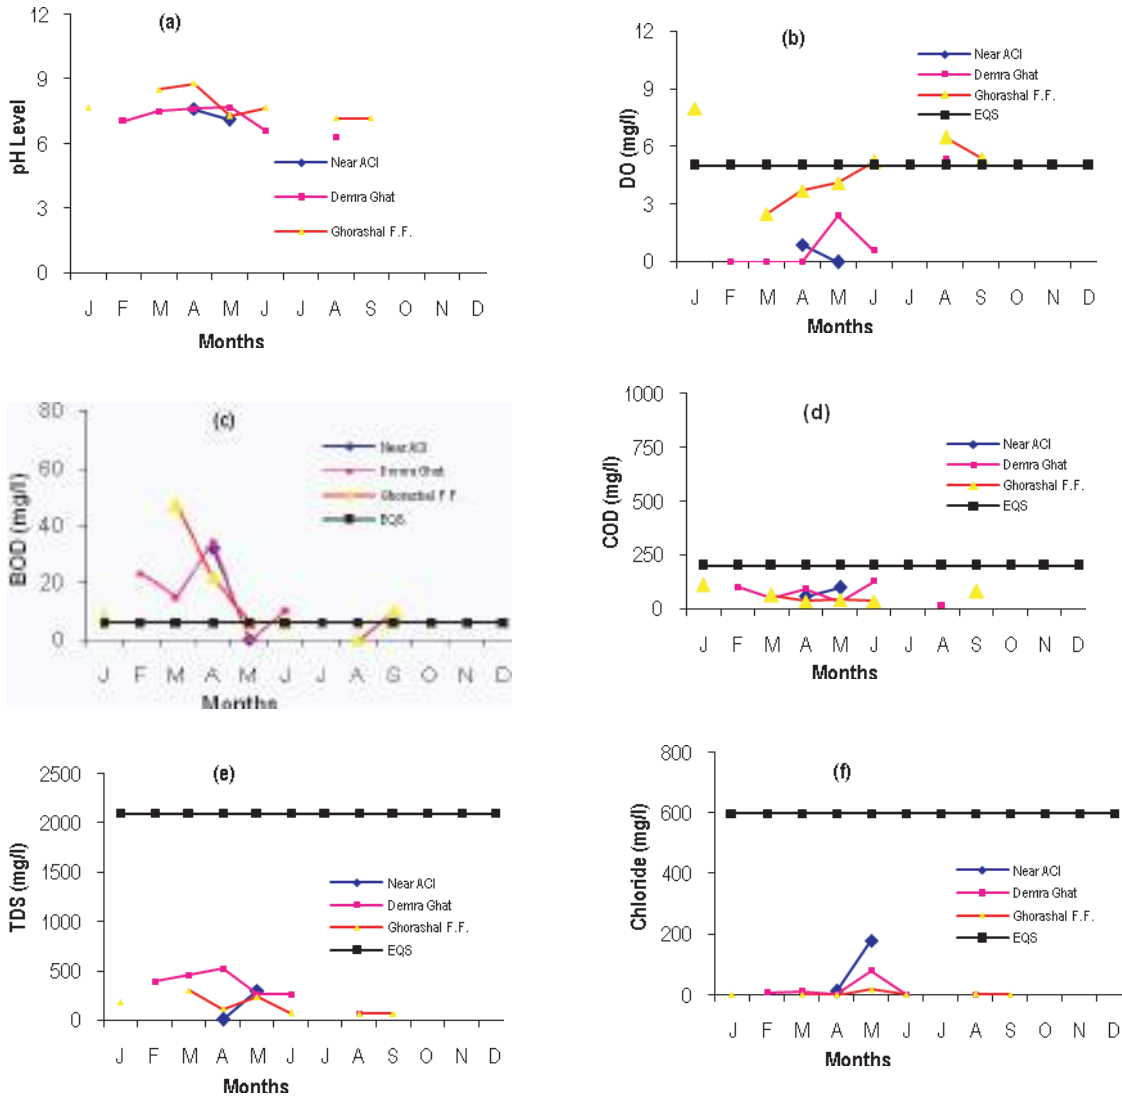 (a)
12
9
6
3
0
pH Level
Near ACI
Demra Ghat
Ghorashal F.F.
J F M A M J J A S O N D
Months
(b)
12
9
6
3
0
DO (mg/l)
Near ACI
Demra Ghat
Ghorashal F.F.
EQS
J F M A M J J A S O N D
Months
(c)
80
60
40
20
0
BOD (mg/l)
Near ACI
Demra Ghat
Ghorashal F.F.
EQS
J F M A M J J A S O N D
Months
(d)
1000
750
500
250
0
COD (mg/l)
Near ACI
Demra Ghat
Ghorashal F.F.
EQS
J F M A M J J A S O N D
Months
(e)
2500
2000
1500
1000
500
0
TDS (mg/l)
Near ACI
Demra Ghat
Ghorashal F.F.
EQS
J F M A M J J A S O N D
Months
(f)
800
600
400
200
0
Chloride (mg/l)
Near ACI
Demra Ghat
Ghorashal F.F.
EQS
J F M A M J J A S O N D
Months